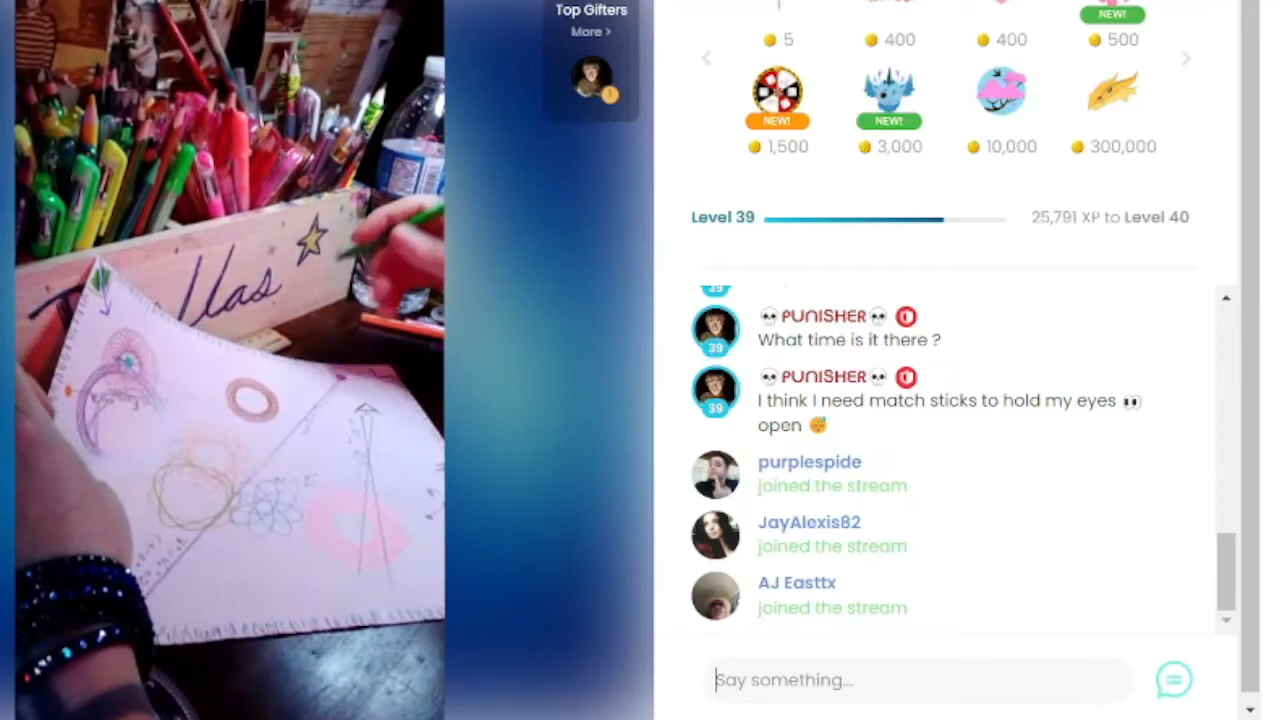 Top Gifters
More >
1
5
400
400
NEW!
500
NEW!
1,500
NEW!
3,000
10,000
300,000
Level 39
25,791 XP to Level 40
39
PUNISHER
What time is it there ?
39
PUNISHER
I think I need match sticks to hold my eyes 👀
open 😴
39
purplespide
joined the stream
JayAlexis82
joined the stream
AJ Easttx
joined the stream
Say something...